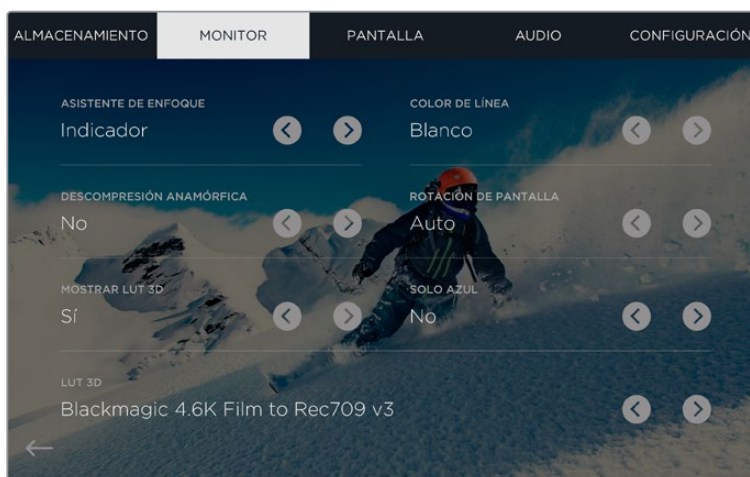 ALMACENAMIENTO MONITOR PANTALLA AUDIO CONFIGURACIÓN
ASISTENTE DE ENFOQUE COLOR DE LÍNEA
Indicador Blanco
DESCOMPRESIÓN ANAMÓRFICA ROTACIÓN DE PANTALLA
No Auto
MOSTRAR LUT 3D SOLO AZUL
Sí No
LUT 3D
Blackmagic 4.6K Film to Rec709 v3